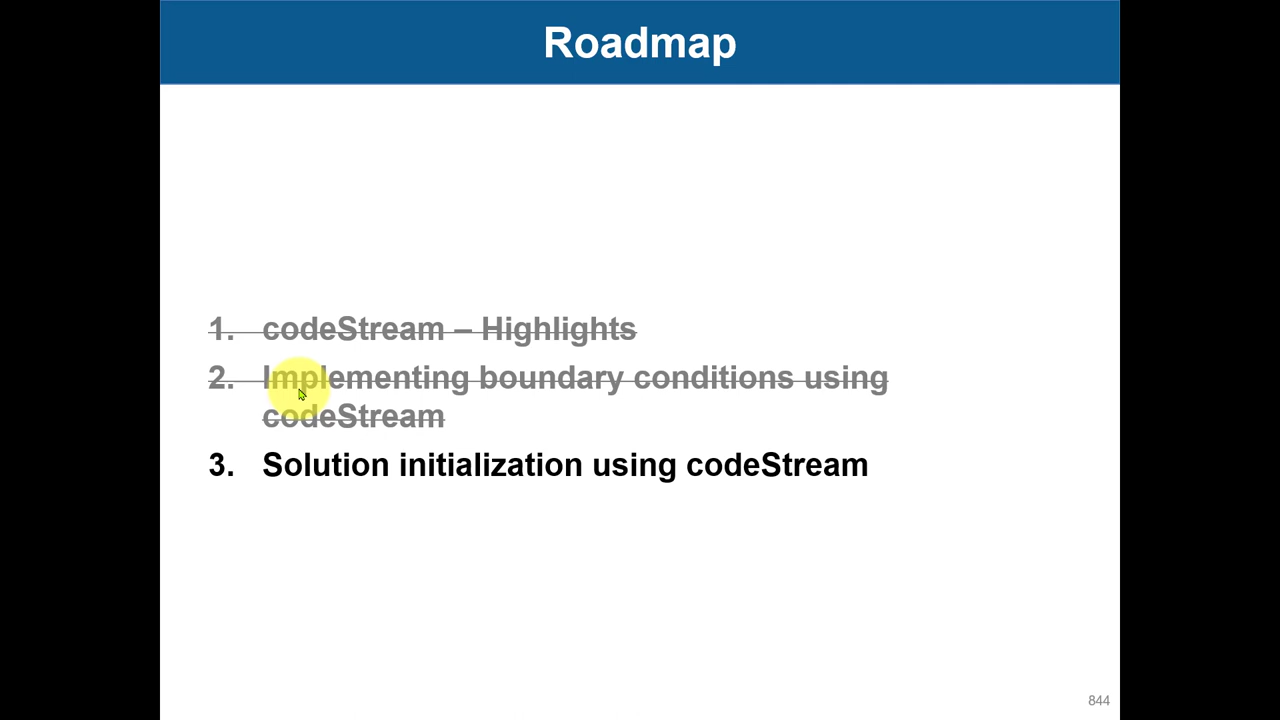 Roadmap
1. codeStream – Highlights
2. Implementing boundary conditions using
codeStream
3. Solution initialization using codeStream
844